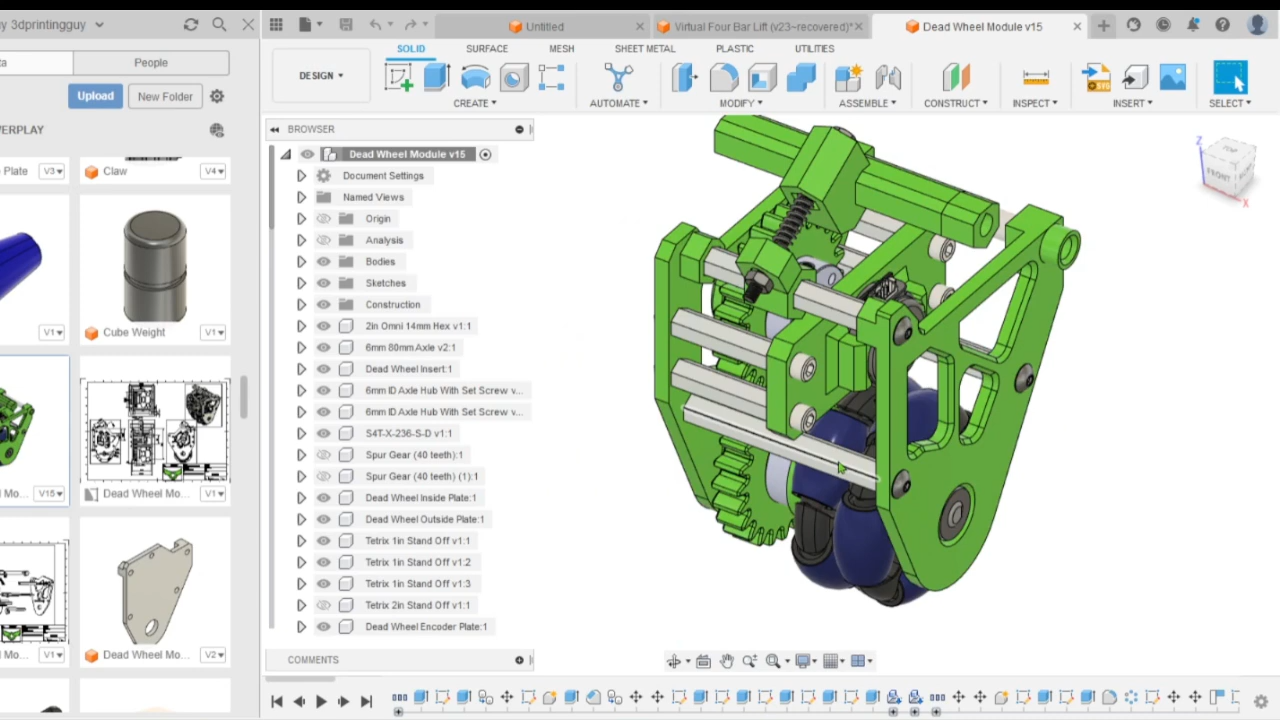 y 3dprintingguy
Untitled
Virtual Four Bar Lift (v23~recovered)*
Dead Wheel Module v15
ta
People
Upload
New Folder
VERPLAY
DESIGN
SOLID
SURFACE
MESH
SHEET METAL
PLASTIC
UTILITIES
CREATE
AUTOMATE
MODIFY
ASSEMBLE
CONSTRUCT
INSPECT
INSERT
SELECT
Plate
V3
Claw
V4
V1
Cube Weight
V1
Mo...
V15
Dead Wheel Mo...
V1
Mo...
V1
Dead Wheel Mo...
V2
BROWSER
Dead Wheel Module v15
Document Settings
Named Views
Origin
Analysis
Bodies
Sketches
Construction
2in Omni 14mm Hex v1:1
6mm 80mm Axle v2:1
Dead Wheel Insert:1
6mm ID Axle Hub With Set Screw v...
6mm ID Axle Hub With Set Screw v...
S4T-X-236-S-D v1:1
Spur Gear (40 teeth):1
Spur Gear (40 teeth) (1):1
Dead Wheel Inside Plate:1
Dead Wheel Outside Plate:1
Tetrix 1in Stand Off v1:1
Tetrix 1in Stand Off v1:2
Tetrix 1in Stand Off v1:3
Tetrix 2in Stand Off v1:1
Dead Wheel Encoder Plate:1
COMMENTS
Z
TOP
FRONT
X